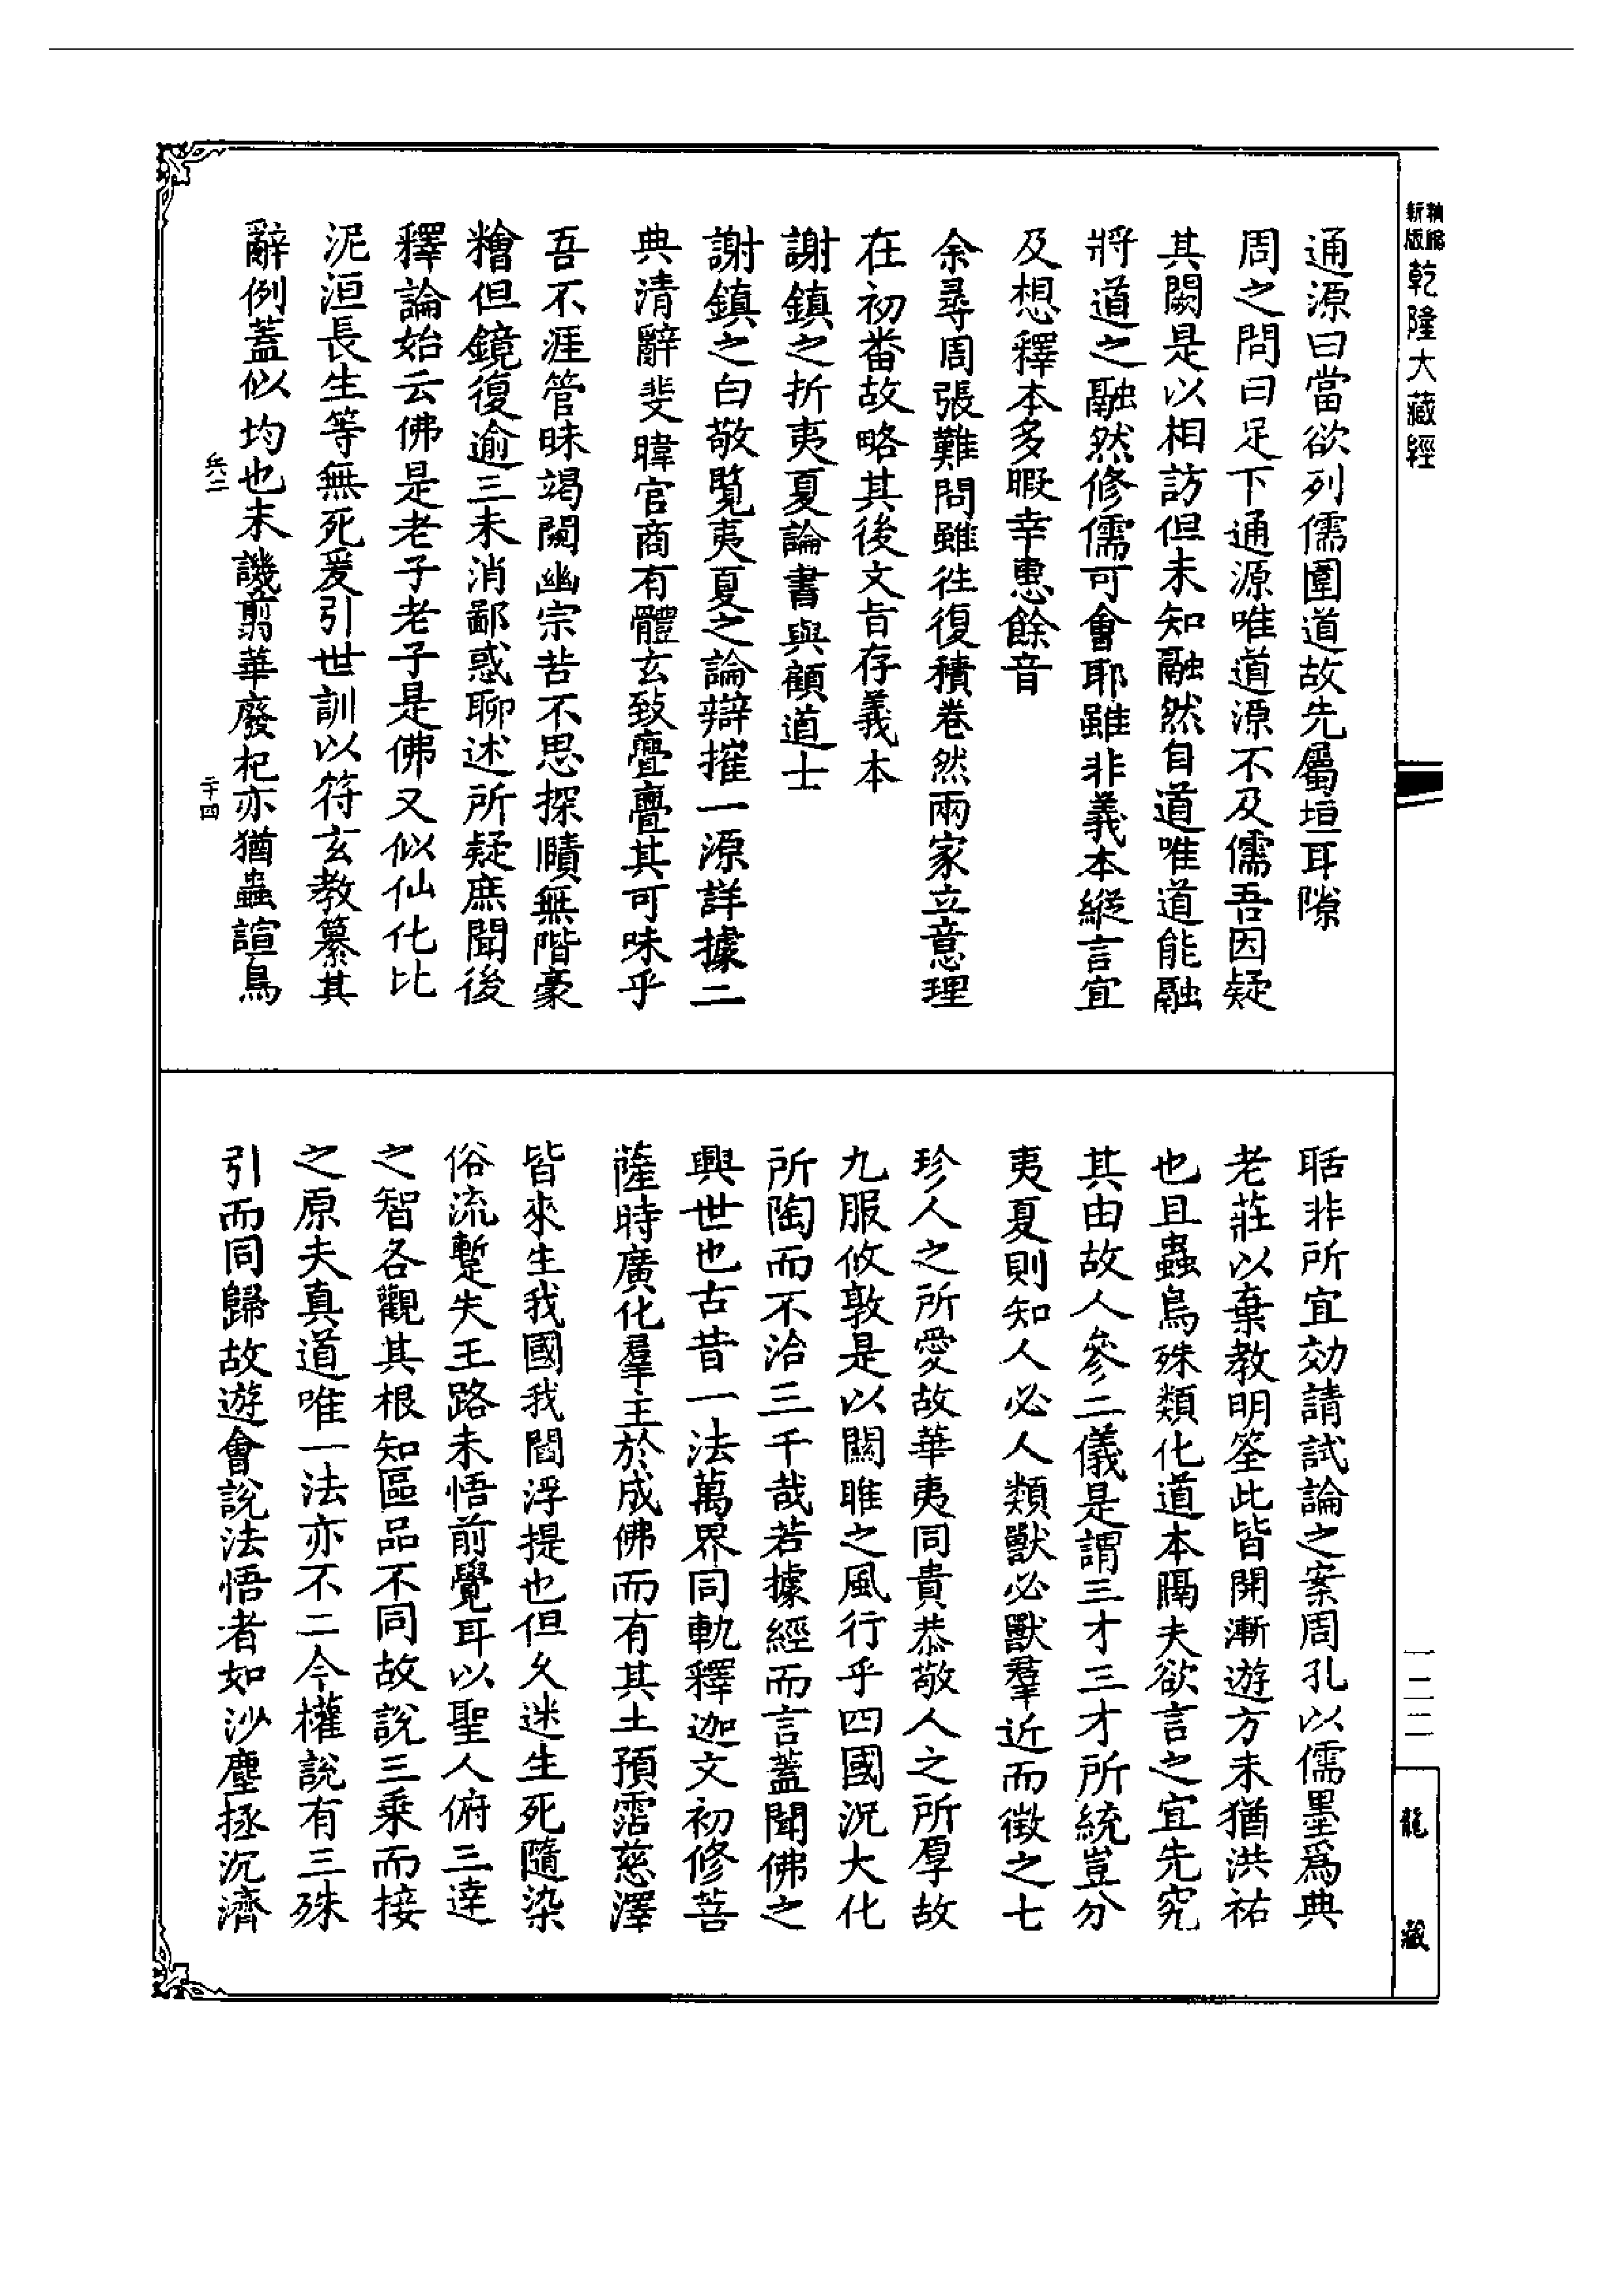 新版
乾隆大藏經
通源曰當欲列儒圍道故先屬垣耳隙
周之問曰足下通源唯道源不及儒吾因疑
其闕是以相訪但未知融然自道唯道能融
將道之融然修儒可會耶雖非義本縱言宜
及想釋本多暇幸惠餘音
余尋周張難問雖往復積卷然兩家立意理
在初番故略其後文旨存義本
謝鎮之折夷夏論書與顧道士
謝鎮之白敬覧夷夏之論辯摧一源詳據二
典清辭斐暐官商有體玄致亹亹其可味乎
吾不涯管昧竭闚幽宗苦不思探賾無階豪
糩但鏡復逾三未消鄙惑聊述所疑庶聞後
釋論始云佛是老子老子是佛又似仙化比
泥洹長生等無死爰引世訓以符玄教纂其
辭例蓋似均也末譏翦華廢杞亦猶蟲諠鳥
兵二
二十四
聒非所宜効請試論之案周孔以儒墨爲典
老莊以棄教明筌此皆開漸遊方未猶洪祐
也且蟲鳥殊類化道本隔夫欲言之宜先究
其由故人參二儀是謂三才三才所統豈分
夷夏則知人必人類獸必獸羣近而徵之七
珍人之所愛故華夷同貴恭敬人之所厚故
九服攸敦是以關雎之風行乎四國況大化
所陶而不洽三千哉若據經而言蓋聞佛之
興世也古昔一法萬界同軌釋迦文初修菩
薩時廣化羣主於成佛而有其土預霑慈澤
皆來生我國我閻浮提也但久迷生死隨染
俗流蹔失王路未悟前覺耳以聖人俯三達
之智各觀其根知區品不同故說三乘而接
之原夫真道唯一法亦不二今權說有三殊
引而同歸故遊會說法悟者如沙塵拯沉濟
一二二
龍藏